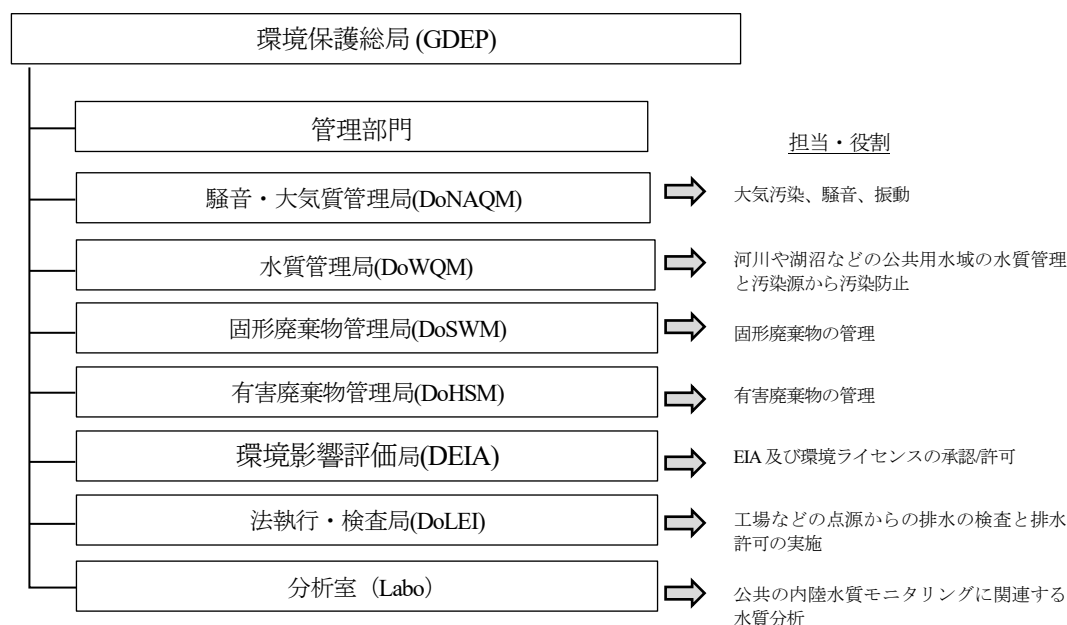 環境保護総局 (GDEP)
管理部門
担当・役割
騒音・大気質管理局(DoNAQM)
大気汚染、騒音、振動
水質管理局(DoWQM)
河川や湖沼などの公共用水域の水質管理
と汚染源から汚染防止
固形廃棄物管理局(DoSWM)
固形廃棄物の管理
有害廃棄物管理局(DoHSM)
有害廃棄物の管理
環境影響評価局(DEIA)
EIA 及び環境ライセンスの承認/許可
法執行・検査局(DoLEI)
工場などの点源からの排水の検査と排水
許可の実施
分析室（Labo）
公共の内陸水質モニタリングに関連する
水質分析